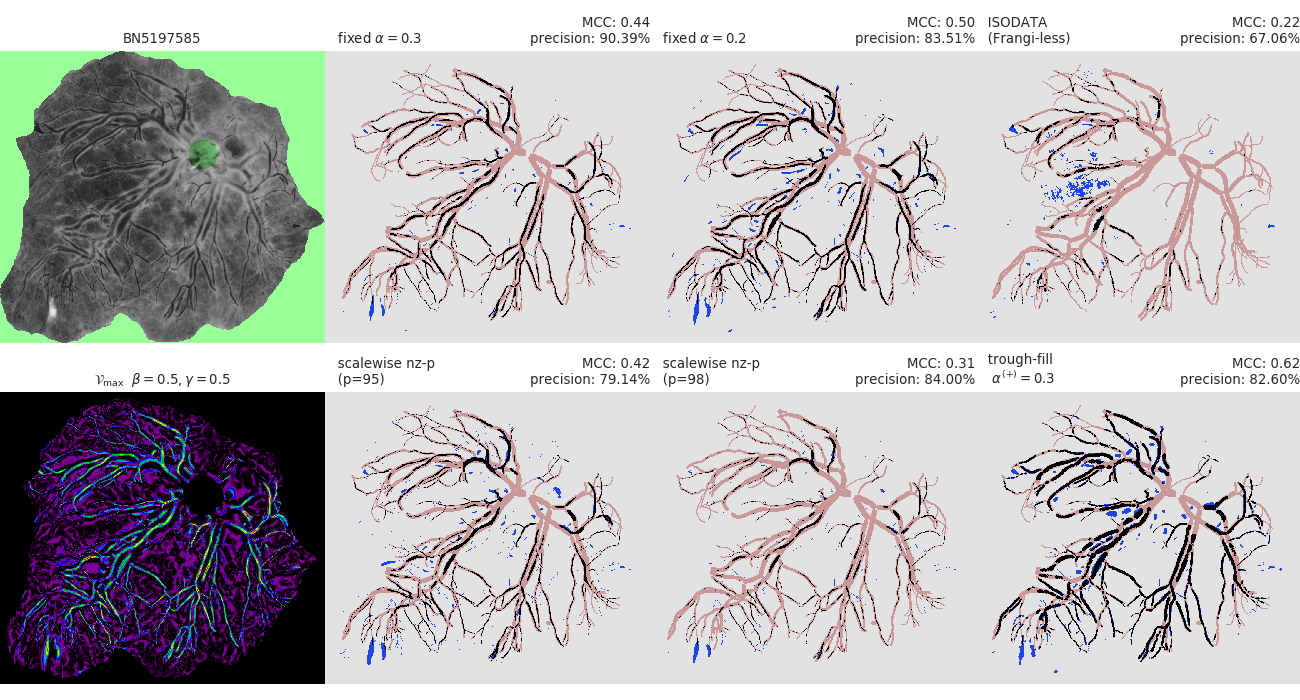 BN5197585
fixed α = 0.3
MCC: 0.44
precision: 90.39%
fixed α = 0.2
MCC: 0.50
precision: 83.51%
ISODATA
(Frangi-less)
MCC: 0.22
precision: 67.06%
𝒱max β = 0.5, γ = 0.5
scalewise nz-p
(p=95)
MCC: 0.42
precision: 79.14%
scalewise nz-p
(p=98)
MCC: 0.31
precision: 84.00%
trough-fill
α(+) = 0.3
MCC: 0.62
precision: 82.60%